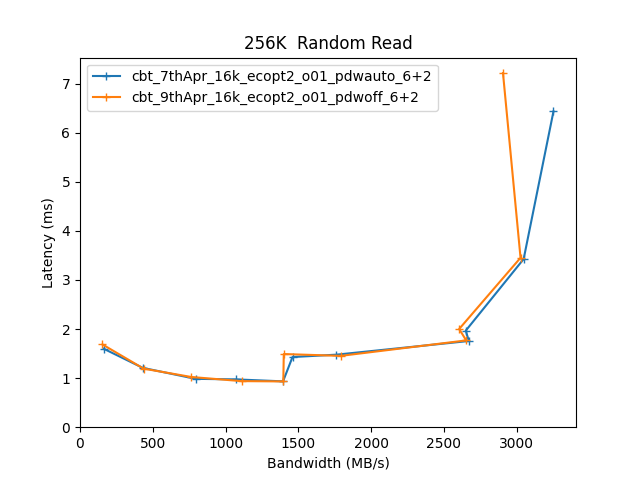 256K  Random Read
cbt_7thApr_16k_ecopt2_o01_pdwauto_6+2
cbt_9thApr_16k_ecopt2_o01_pdwoff_6+2
Latency (ms)
7
6
5
4
3
2
1
0
0 500 1000 1500 2000 2500 3000
Bandwidth (MB/s)